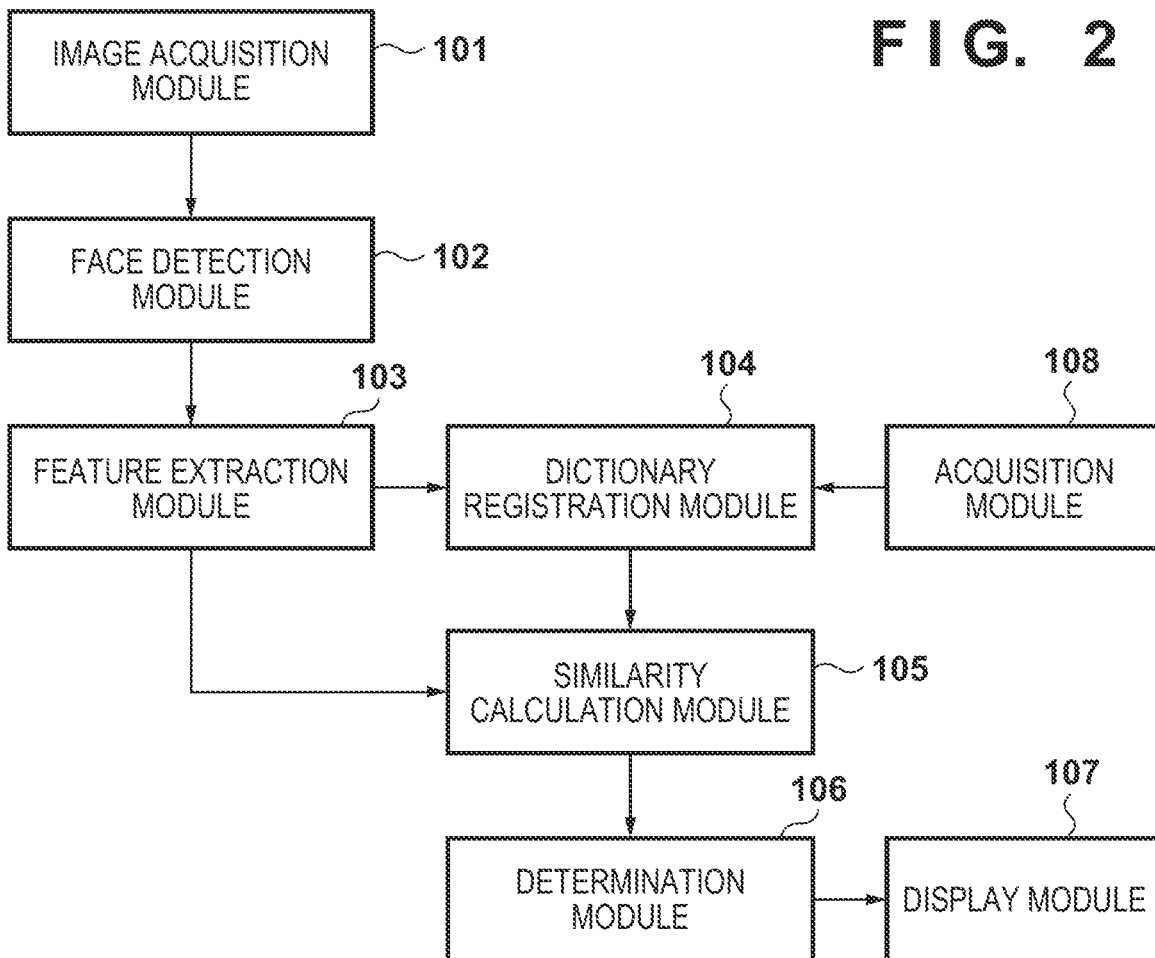 FIG. 2
IMAGE ACQUISITION
MODULE
101
FACE DETECTION
MODULE
102
103
FEATURE EXTRACTION
MODULE
104
DICTIONARY
REGISTRATION MODULE
108
ACQUISITION
MODULE
SIMILARITY
CALCULATION MODULE
105
106
DETERMINATION
MODULE
107
DISPLAY MODULE